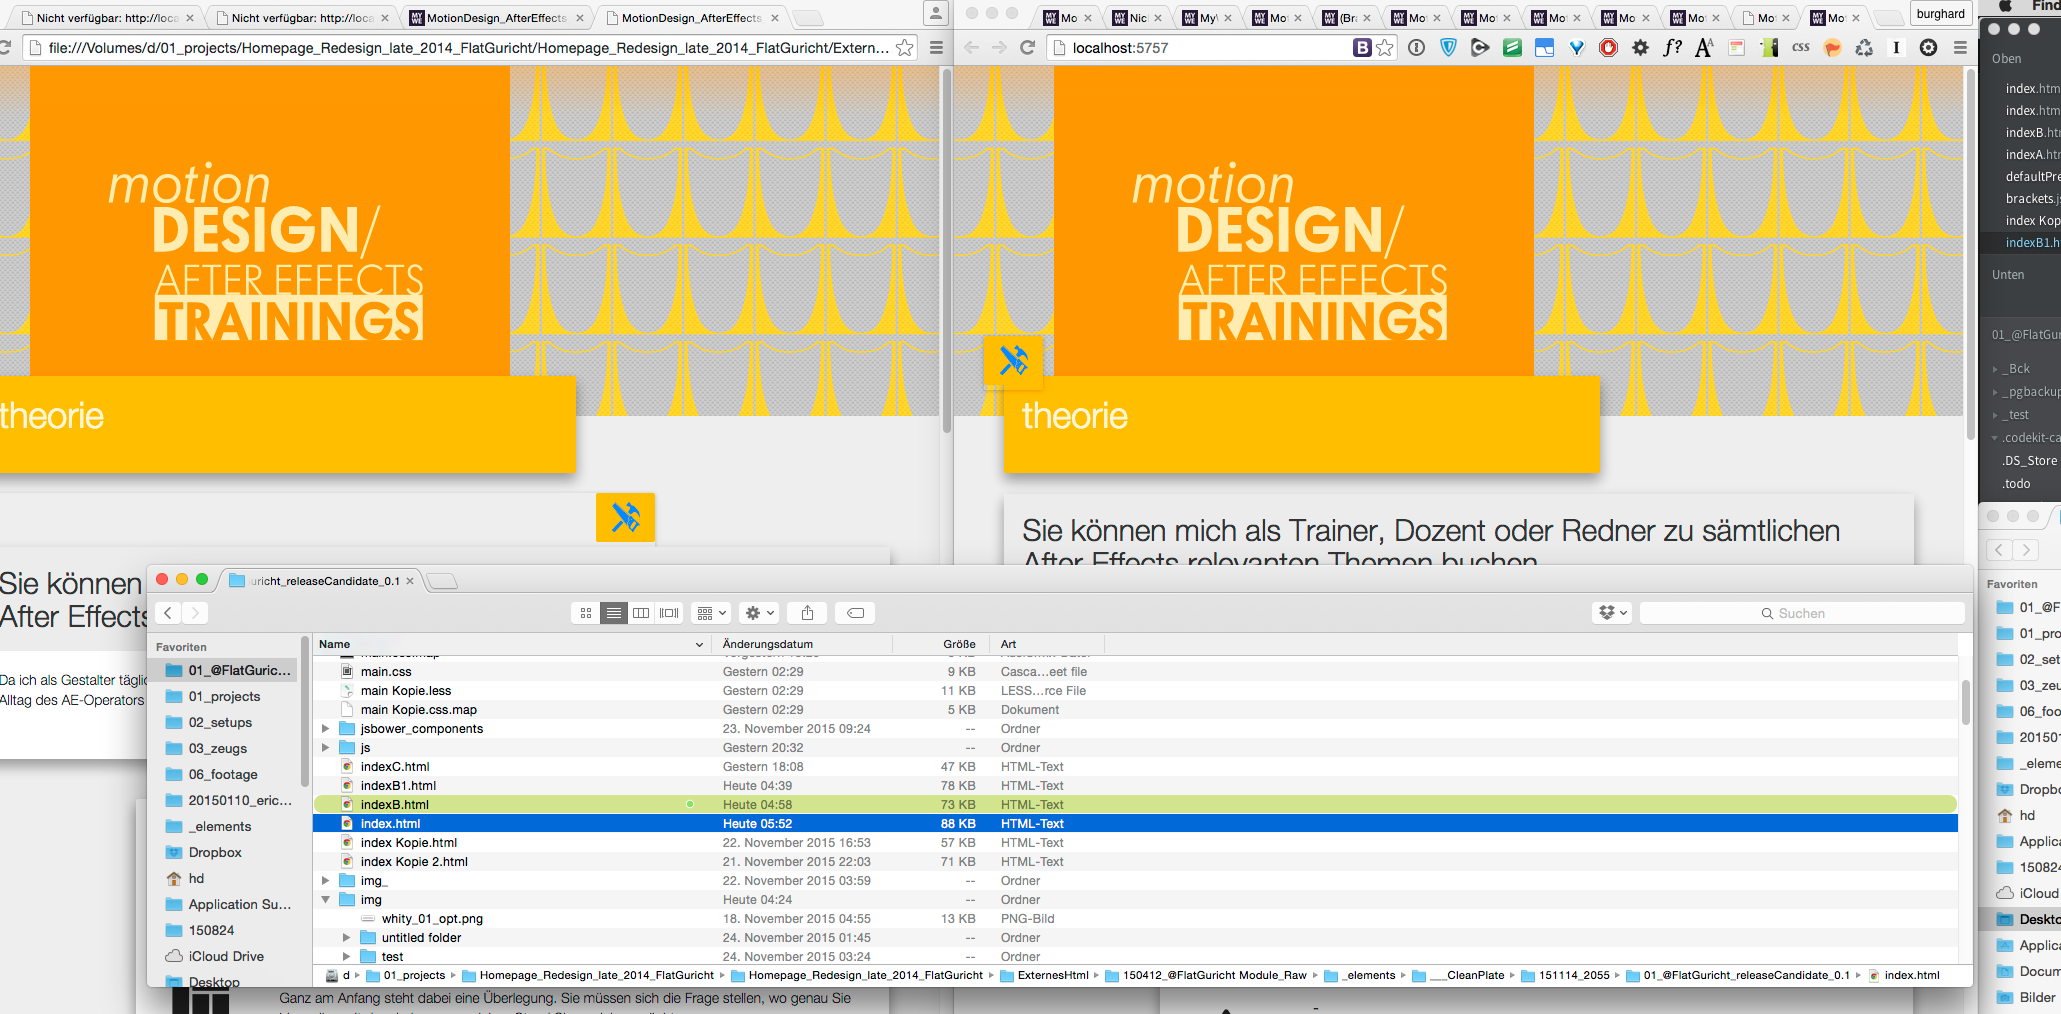 Nicht verfügbar: http://loca
Nicht verfügbar: http://loca
MotionDesign_AfterEffects
MotionDesign_AfterEffects
file:///Volumes/d/01_projects/Homepage_Redesign_late_2014_FlatGuricht/Homepage_Redesign_late_2014_FlatGuricht/Extern...
motion
DESIGN/
AFTER EFFECTS
TRAININGS
theorie
Sie können
After Effects
Da ich als Gestalter täglic
Alltag des AE-Operators
Mo
Nic
MyW
Mot
(Bra
Mot
Mot
Mot
Mo
Mot
Mot
Mot
burghard
Find
localhost:5757
css
motion
DESIGN/
AFTER EFFECTS
TRAININGS
theorie
Sie können mich als Trainer, Dozent oder Redner zu sämtlichen
After Effects relevanten Themen buchen
Oben
index.htm
index.htm
indexB.htm
indexA.htm
defaultPre
brackets.js
index Kop
indexB1.h
Unten
01_@FlatGu
_Bck
_pgbackup
_test
.codekit-ca
.DS_Store
.todo
uricht_releaseCandidate_0.1
Suchen
Favoriten
01_@FlatGuric...
01_projects
02_setups
03_zeugs
06_footage
20150110_eric...
_elements
Dropbox
hd
Application Su...
150824
iCloud Drive
Desktop
Name Änderungsdatum Größe Art
main.css Gestern 02:29 9 KB Casca...eet file
main Kopie.less Gestern 02:29 11 KB LESS...rce File
main Kopie.css.map Gestern 02:29 5 KB Dokument
jsbower_components 23. November 2015 09:24 -- Ordner
js Gestern 20:32 -- Ordner
indexC.html Gestern 18:08 47 KB HTML-Text
indexB1.html Heute 04:39 78 KB HTML-Text
indexB.html Heute 04:58 73 KB HTML-Text
index.html Heute 05:52 88 KB HTML-Text
index Kopie.html 22. November 2015 16:53 57 KB HTML-Text
index Kopie 2.html 21. November 2015 22:03 71 KB HTML-Text
img_ 22. November 2015 03:59 -- Ordner
img Heute 04:24 -- Ordner
whity_01_opt.png 18. November 2015 04:55 13 KB PNG-Bild
untitled folder 24. November 2015 01:45 -- Ordner
test 24. November 2015 03:24 -- Ordner
d 01_projects Homepage_Redesign_late_2014_FlatGuricht Homepage_Redesign_late_2014_FlatGuricht ExternesHtml 150412_@FlatGuricht Module_Raw _elements ___CleanPlate 151114_2055 01_@FlatGuricht_releaseCandidate_0.1 index.html
Ganz am Anfang steht dabei eine Überlegung. Sie müssen sich die Frage stellen, wo genau Sie
Favoriten
01_@F
01_pro
02_set
03_zeu
06_foo
20150
_eleme
Dropbo
hd
Applica
150824
iCloud
Deskto
Applica
Docum
Bilder